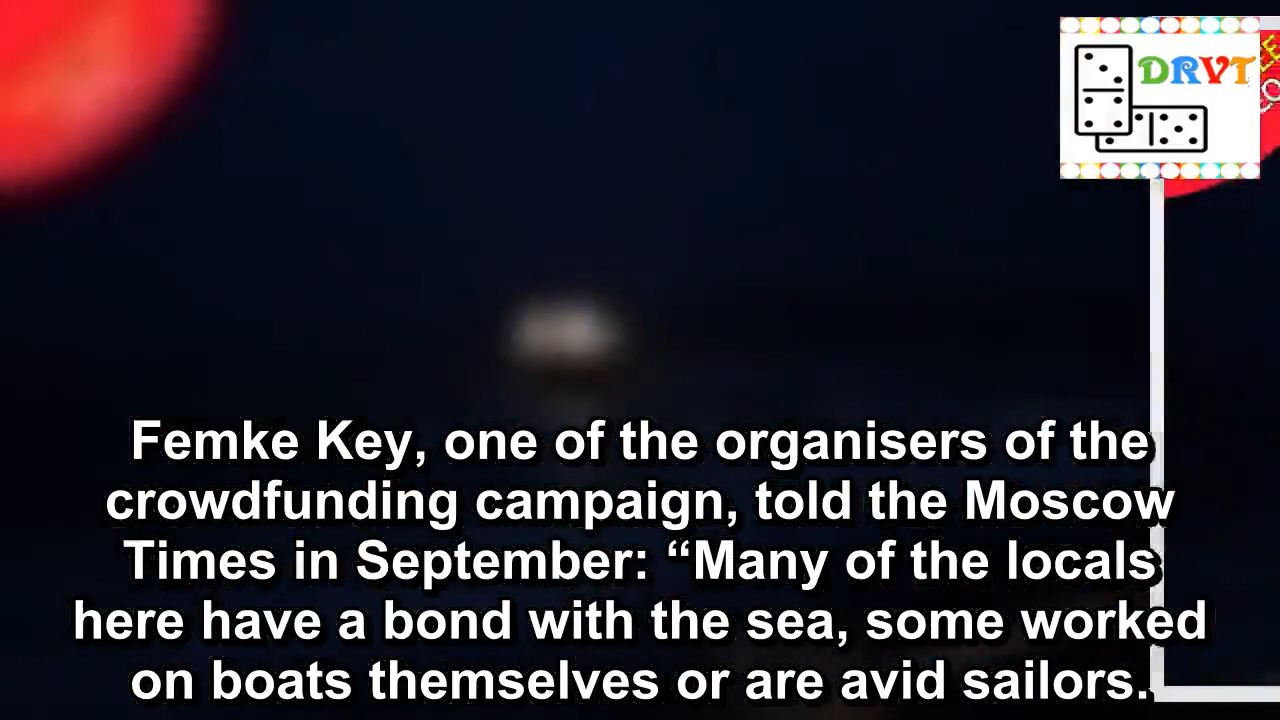 DRVT
Femke Key, one of the organisers of the
crowdfunding campaign, told the Moscow
Times in September: “Many of the locals
here have a bond with the sea, some worked
on boats themselves or are avid sailors.